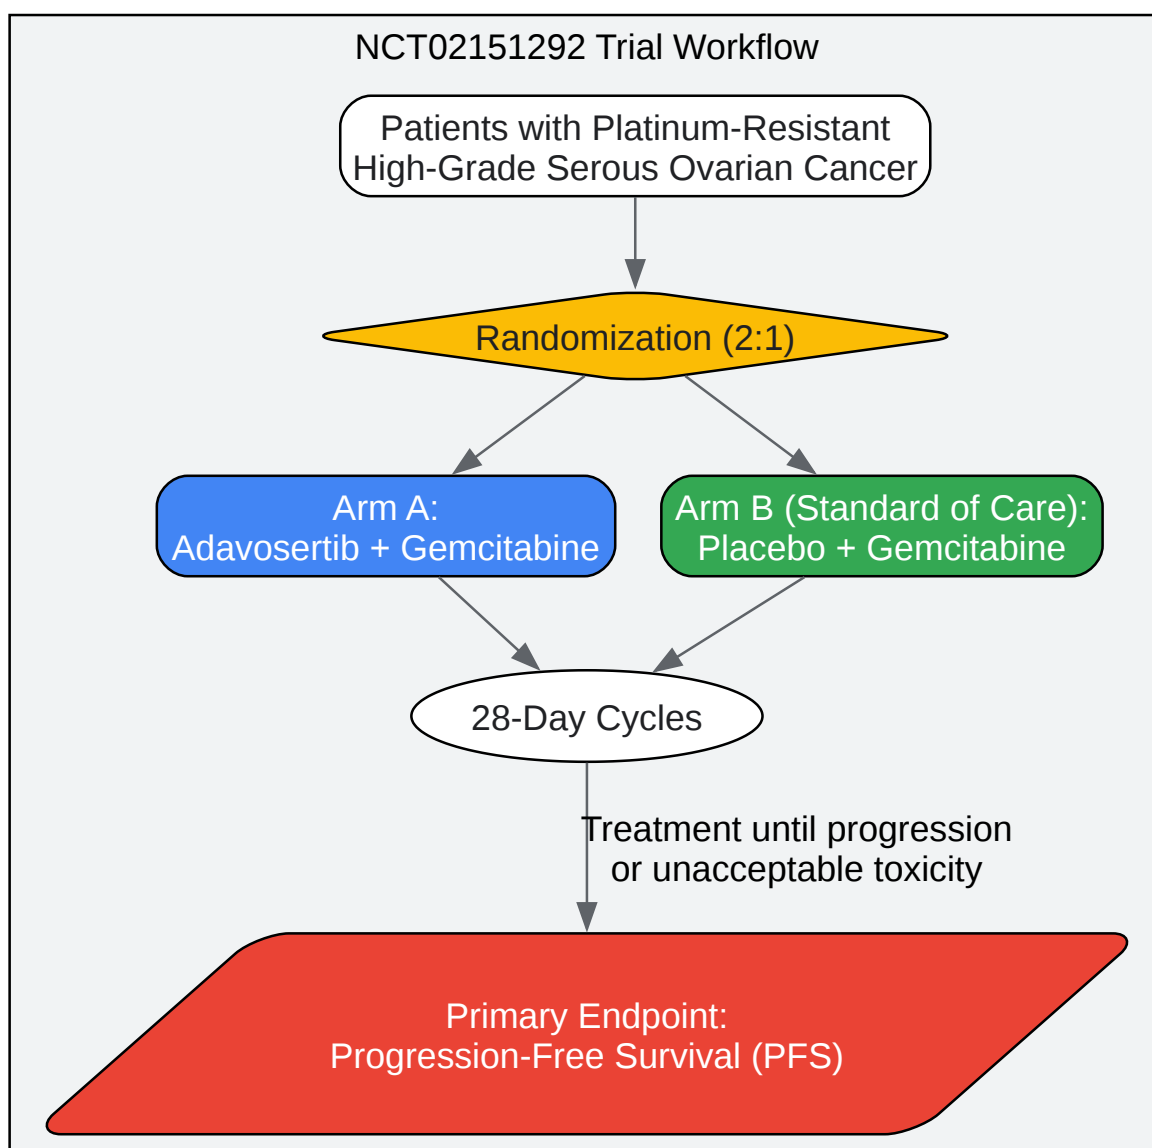 NCT02151292 Trial Workflow
Patients with Platinum-Resistant
High-Grade Serous Ovarian Cancer
Randomization (2:1)
Arm A:
Adavosertib + Gemcitabine
Arm B (Standard of Care):
Placebo + Gemcitabine
28-Day Cycles
Treatment until progression
or unacceptable toxicity
Primary Endpoint:
Progression-Free Survival (PFS)